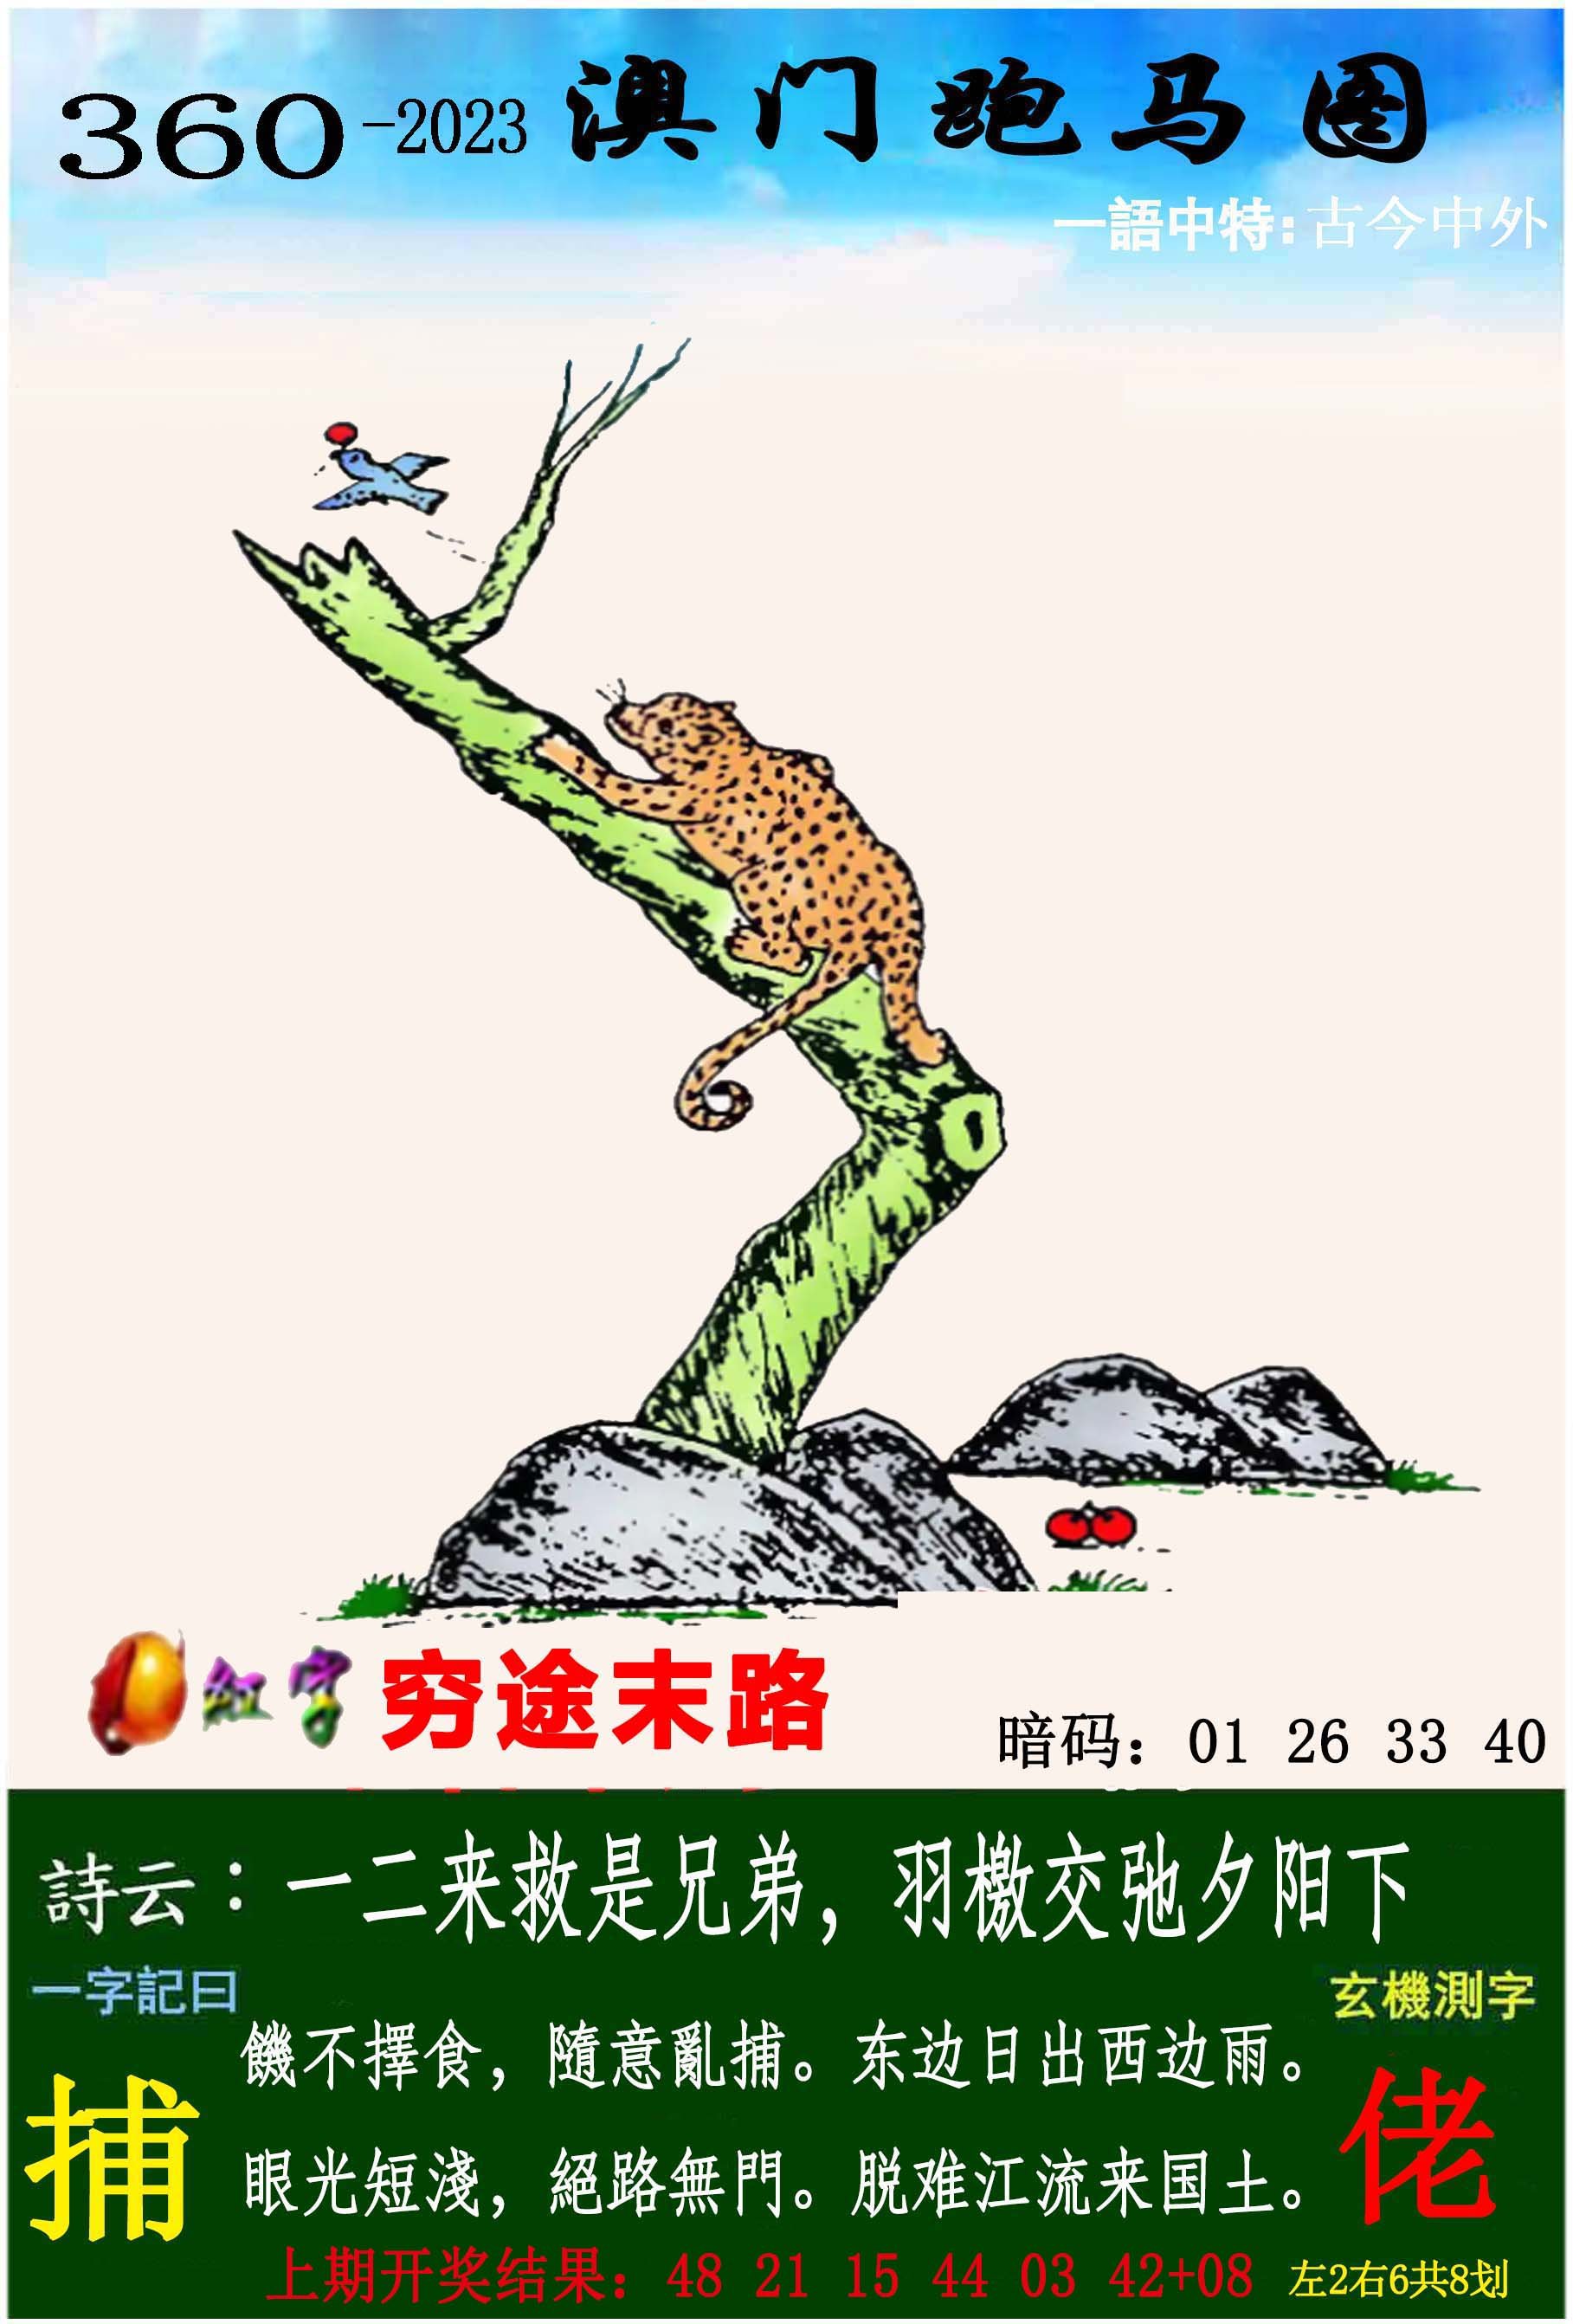 360-2023 澳门跑马图
一語中特:古今中外
红字 穷途末路
暗码：01 26 33 40
詩云：一二来救是兄弟，羽檄交弛夕阳下
一字記曰
玄機測字
饑不擇食，隨意亂捕。东边日出西边雨。
捕
佬
眼光短淺，絕路無門。脱难江流来国土。
上期开奖结果：48 21 15 44 03 42+08
左2右6共8划